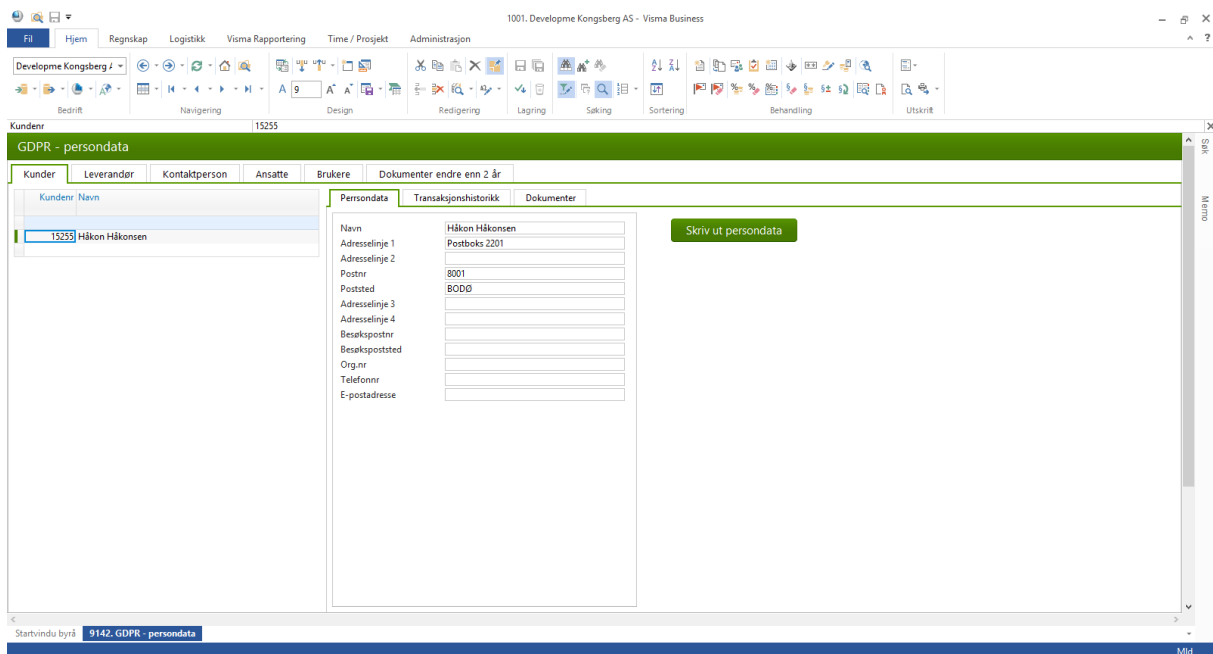 1001. Developme Kongsberg AS - Visma Business
Fil Hjem Regnskap Logistikk Visma Rapportering Time / Prosjekt Administrasjon
Developme Kongsberg A
A 9
Bedrift Navigering Design Redigering Lagring Søking Sortering Behandling Utskrift
Kundenr 15255
GDPR - persondata
Søk
Memo
Kunder Leverandør Kontaktperson Ansatte Brukere Dokumenter endre enn 2 år
Kundenr Navn
15255 Håkon Håkonsen
Perrsondata Transaksjonshistorikk Dokumenter
Navn Håkon Håkonsen
Adresselinje 1 Postboks 2201
Adresselinje 2
Postnr 8001
Poststed BODØ
Adresselinje 3
Adresselinje 4
Besøkspostnr
Besøkspoststed
Org.nr
Telefonnr
E-postadresse
Skriv ut persondata
Startvindu byrå 9142. GDPR - persondata
Mld